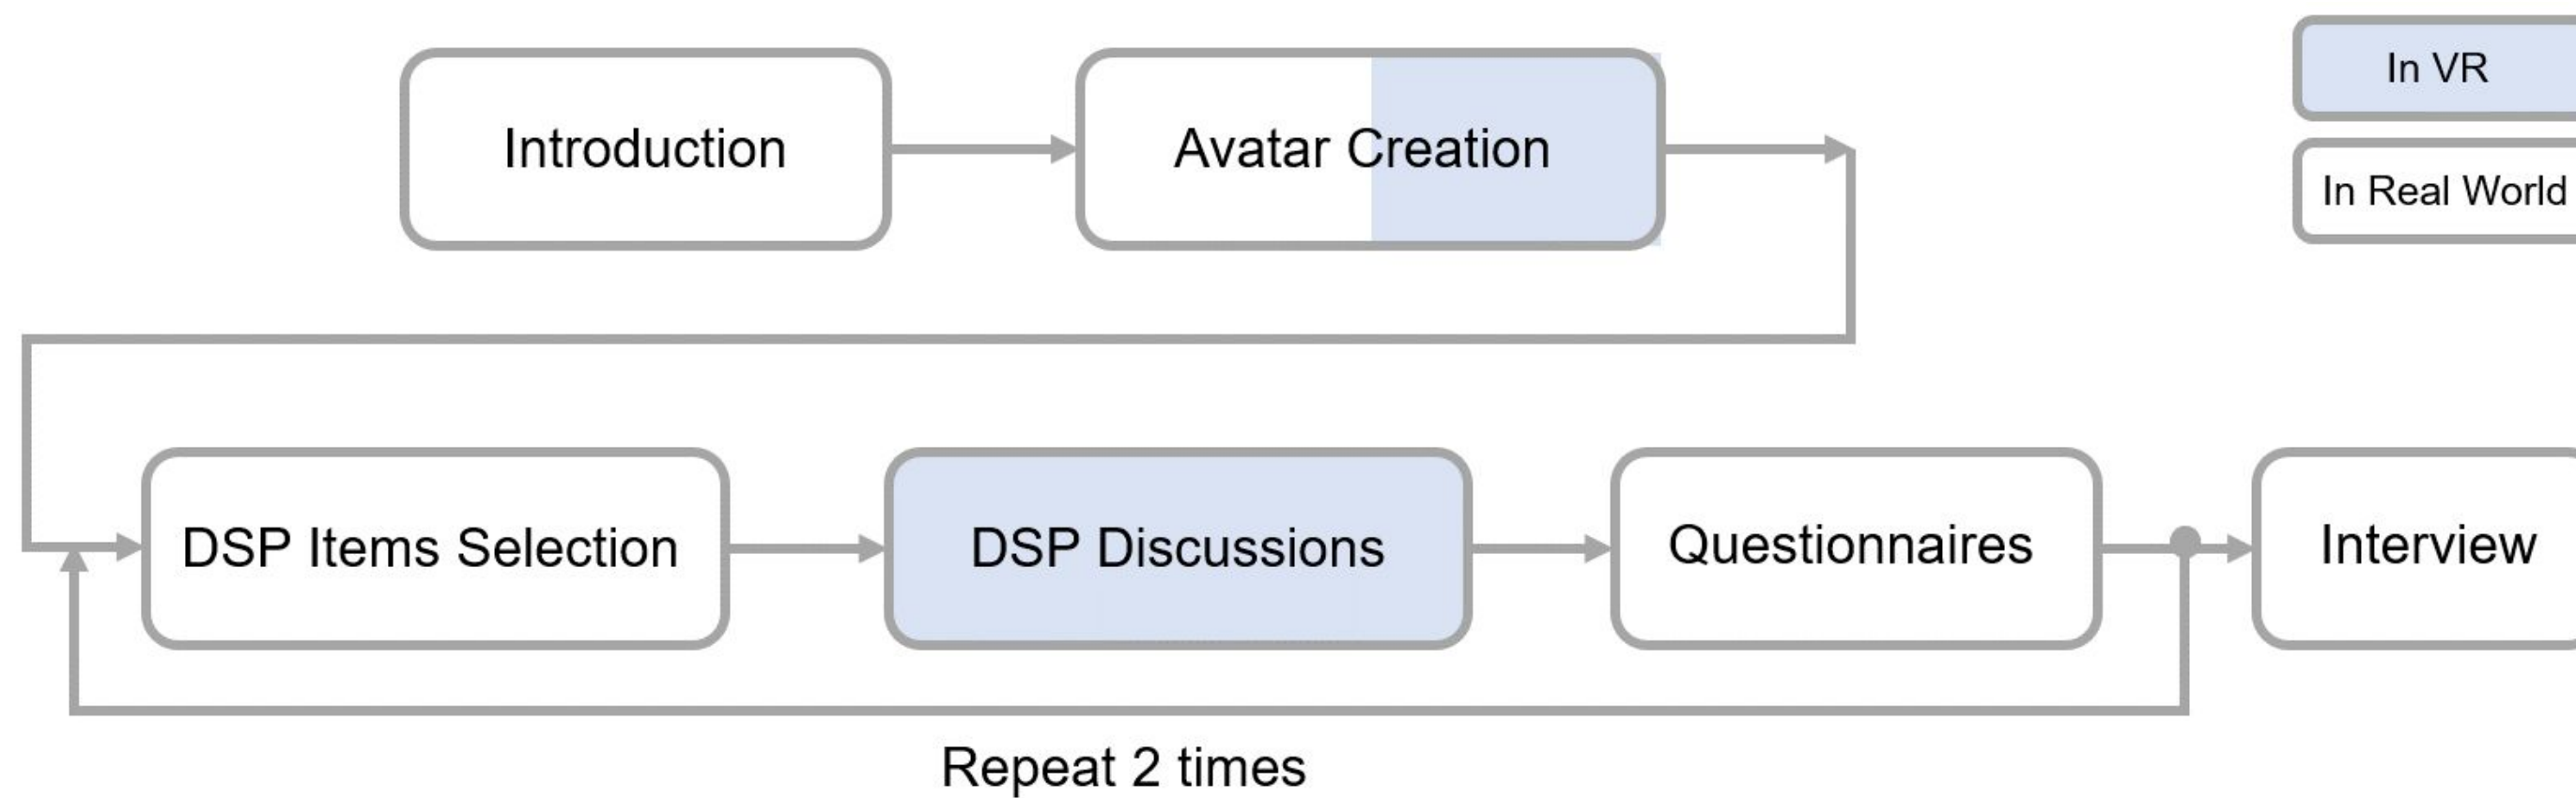 In VR
Introduction
Avatar Creation
In Real World
DSP Items Selection
DSP Discussions
Questionnaires
Interview
Repeat 2 times